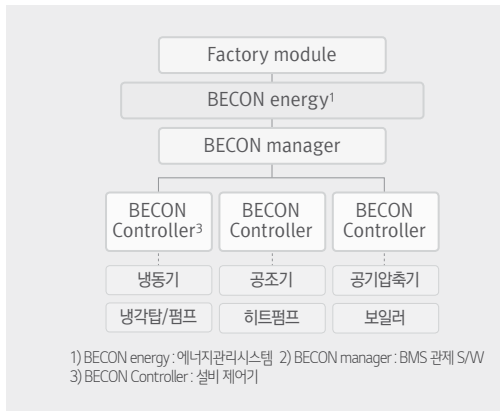 Factory module
BECON energy1
BECON manager
BECON BECON BECON
Controller3 Controller Controller
냉동기 공조기 공기압축기
냉각탑/펌프 히트펌프 보일러
1) BECON energy : 에너지관리시스템 2) BECON manager : BMS 관제 S/W
3) BECON Controller : 설비 제어기